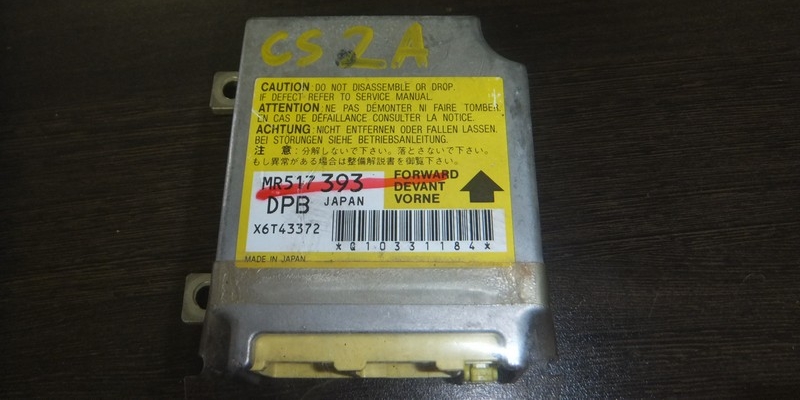 CS2A
CAUTION DO NOT DISASSEMBLE OR DROP.
IF DEFECT REFER TO SERVICE MANUAL.
ATTENTION:NE PAS DÉMONTER NI FAIRE TOMBER
EN CAS DE DÉFAILLANCE CONSULTER LA NOTICE.
ACHTUNG:NICHT ENTFERNEN ODER FALLEN LASSEN.
BEI STÖRUNGEN SIEHE BETRIEBSANLEITUNG.
注 意:分解しないで下さい。落とさないで下さい。
もし異常がある場合は整備解説書を御覧下さい。
MR517393
DPB JAPAN
X6T43372
FORWARD
DEVANT
VORNE
*G10331184*
MADE IN JAPAN